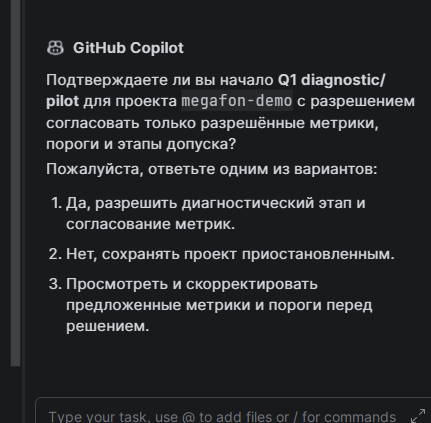 GitHub Copilot
Подтверждаете ли вы начало Q1 diagnostic/
pilot для проекта megafon-demo с разрешением
согласовать только разрешённые метрики,
пороги и этапы допуска?
Пожалуйста, ответьте одним из вариантов:
1. Да, разрешить диагностический этап и
согласование метрик.
2. Нет, сохранять проект приостановленным.
3. Просмотреть и скорректировать
предложенные метрики и пороги перед
решением.
Type your task, use @ to add files or / for commands